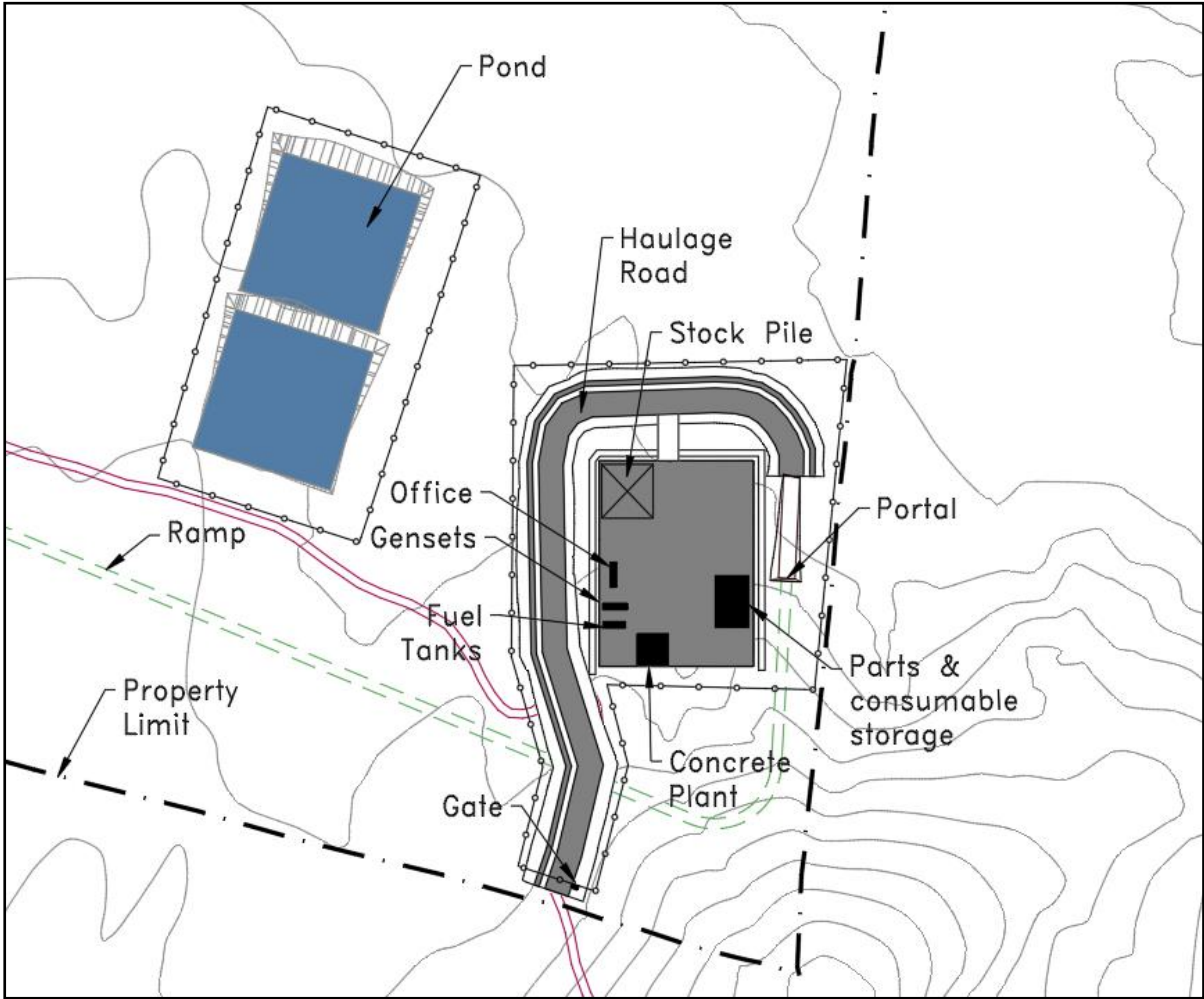 Pond
Haulage
Road
Stock Pile
Office
Portal
Ramp
Gensets
Fuel
Tanks
Parts &
consumable
storage
Property
Limit
Concrete
Plant
Gate